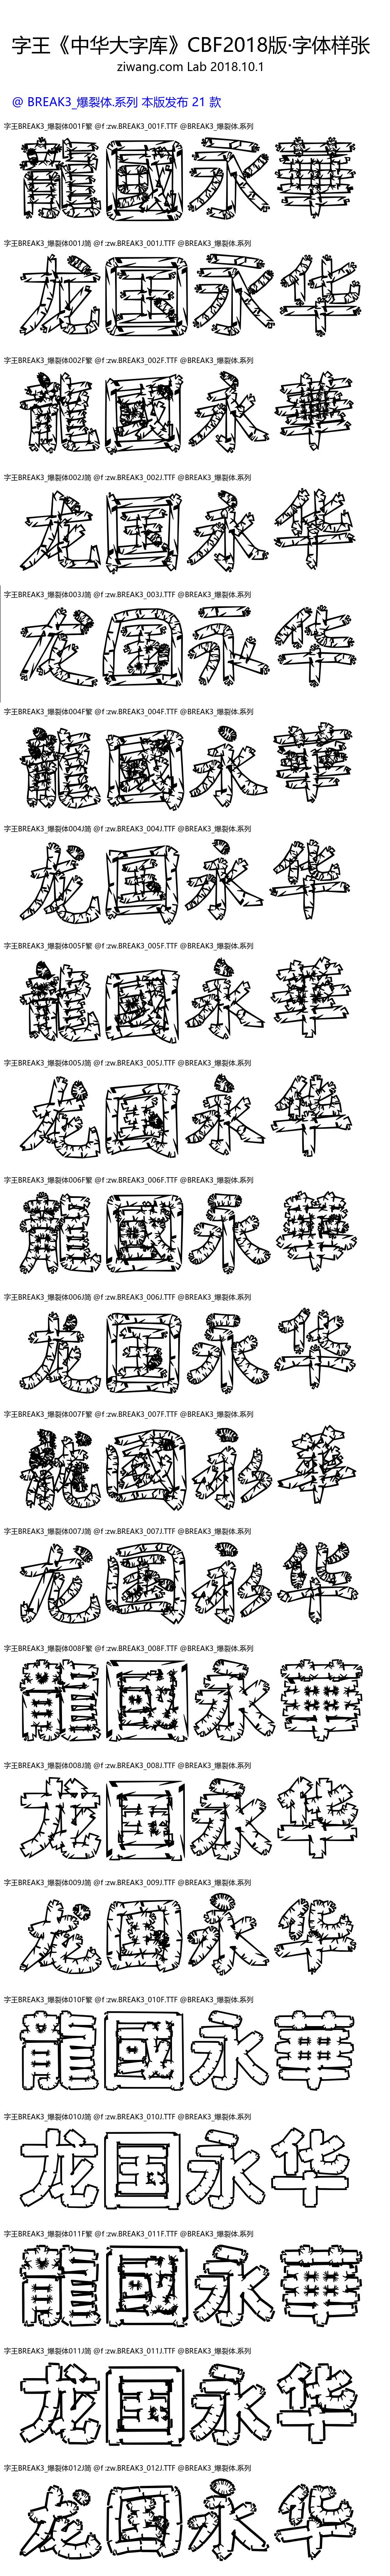 字王《中华大字库》CBF2018版·字体样张
ziwang.com Lab 2018.10.1
@ BREAK3_爆裂体.系列 本版发布 21 款
字王BREAK3_爆裂体001F繁 @f :zw.BREAK3_001F.TTF @BREAK3_爆裂体.系列
龍國永華
字王BREAK3_爆裂体001J简 @f :zw.BREAK3_001J.TTF @BREAK3_爆裂体.系列
龙国永华
字王BREAK3_爆裂体002F繁 @f :zw.BREAK3_002F.TTF @BREAK3_爆裂体.系列
龍國永華
字王BREAK3_爆裂体002J简 @f :zw.BREAK3_002J.TTF @BREAK3_爆裂体.系列
龙国永华
字王BREAK3_爆裂体003J简 @f :zw.BREAK3_003J.TTF @BREAK3_爆裂体.系列
龙国永华
字王BREAK3_爆裂体004F繁 @f :zw.BREAK3_004F.TTF @BREAK3_爆裂体.系列
龍國永華
字王BREAK3_爆裂体004J简 @f :zw.BREAK3_004J.TTF @BREAK3_爆裂体.系列
龙国永华
字王BREAK3_爆裂体005F繁 @f :zw.BREAK3_005F.TTF @BREAK3_爆裂体.系列
龍國永華
字王BREAK3_爆裂体005J简 @f :zw.BREAK3_005J.TTF @BREAK3_爆裂体.系列
龙国永华
字王BREAK3_爆裂体006F繁 @f :zw.BREAK3_006F.TTF @BREAK3_爆裂体.系列
龍國永華
字王BREAK3_爆裂体006J简 @f :zw.BREAK3_006J.TTF @BREAK3_爆裂体.系列
龙国永华
字王BREAK3_爆裂体007F繁 @f :zw.BREAK3_007F.TTF @BREAK3_爆裂体.系列
龍國永華
字王BREAK3_爆裂体007J简 @f :zw.BREAK3_007J.TTF @BREAK3_爆裂体.系列
龙国永华
字王BREAK3_爆裂体008F繁 @f :zw.BREAK3_008F.TTF @BREAK3_爆裂体.系列
龍國永華
字王BREAK3_爆裂体008J简 @f :zw.BREAK3_008J.TTF @BREAK3_爆裂体.系列
龙国永华
字王BREAK3_爆裂体009J简 @f :zw.BREAK3_009J.TTF @BREAK3_爆裂体.系列
龙国永华
字王BREAK3_爆裂体010F繁 @f :zw.BREAK3_010F.TTF @BREAK3_爆裂体.系列
龍國永華
字王BREAK3_爆裂体010J简 @f :zw.BREAK3_010J.TTF @BREAK3_爆裂体.系列
龙国永华
字王BREAK3_爆裂体011F繁 @f :zw.BREAK3_011F.TTF @BREAK3_爆裂体.系列
龍國永華
字王BREAK3_爆裂体011J简 @f :zw.BREAK3_011J.TTF @BREAK3_爆裂体.系列
龙国永华
字王BREAK3_爆裂体012J简 @f :zw.BREAK3_012J.TTF @BREAK3_爆裂体.系列
龙国永华